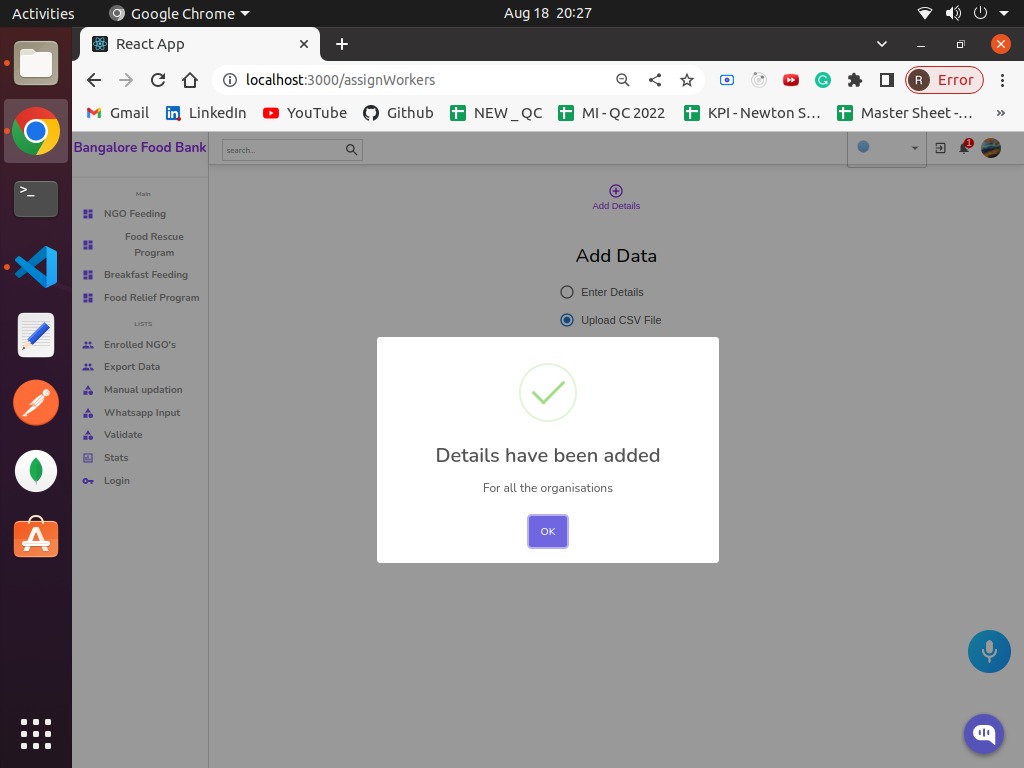 Activities
Google Chrome
Aug 18 20:27
React App
localhost:3000/assignWorkers
R Error
Gmail
LinkedIn
YouTube
Github
NEW _ QC
MI - QC 2022
KPI - Newton S...
Master Sheet -...
»
Bangalore Food Bank
search...
1
Main
NGO Feeding
Food Rescue
Program
Breakfast Feeding
Food Relief Program
LISTS
Enrolled NGO's
Export Data
Manual updation
Whatsapp Input
Validate
Stats
Login
Add Details
Add Data
Enter Details
Upload CSV File
Details have been added
For all the organisations
OK